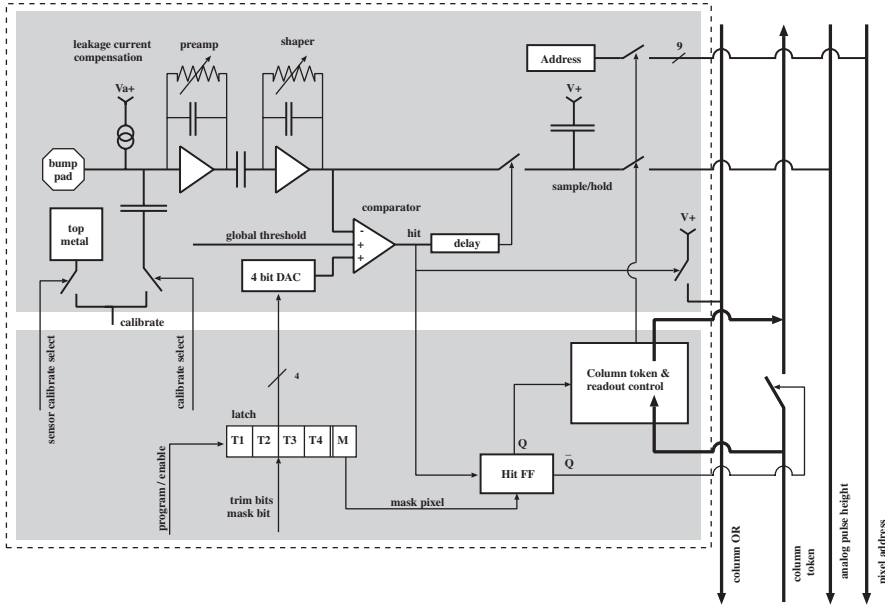 leakage current
compensation
preamp
shaper
Va+
bump
pad
Address
9
V+
sample/hold
top
metal
global threshold
comparator
-
+
+
hit
delay
V+
4 bit DAC
calibrate
sensor calibrate select
calibrate select
4
Column token &
readout control
latch
T1 T2 T3 T4 M
program / enable
trim bits
mask bit
mask pixel
Hit FF
Q
Q̄
column OR
column
token
analog pulse height
pixel address